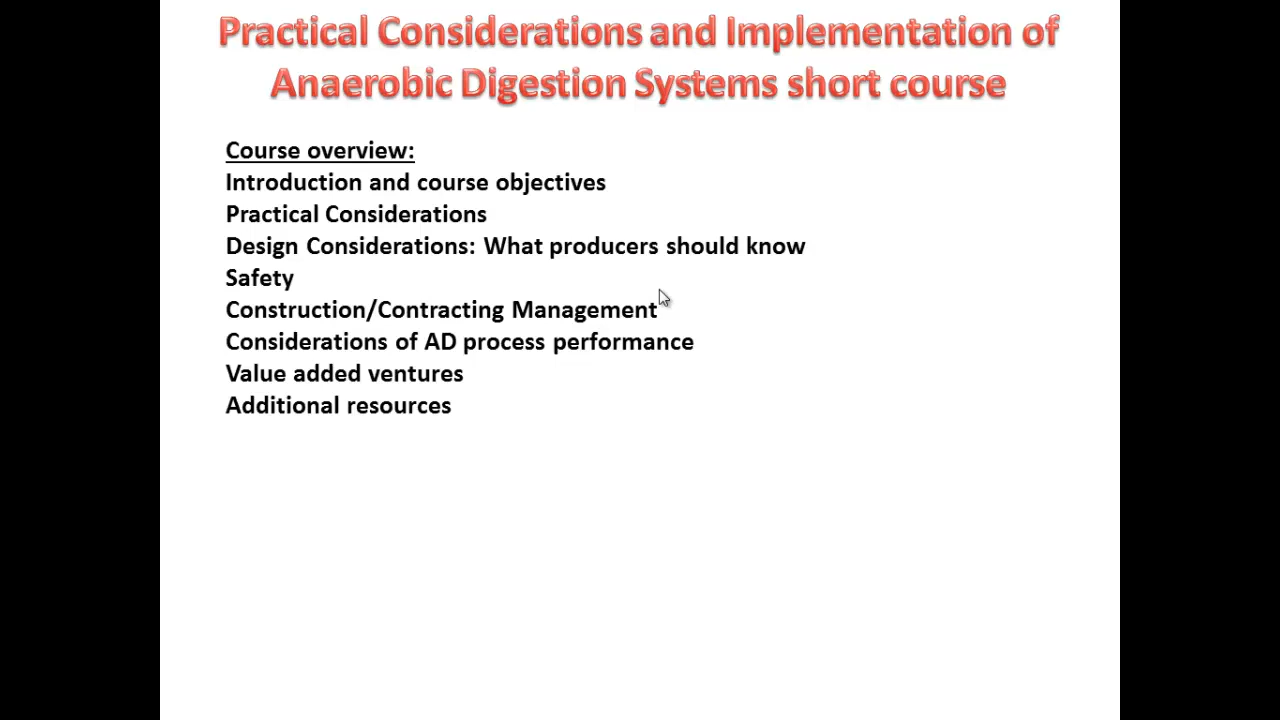 Practical Considerations and Implementation of
Anaerobic Digestion Systems short course
Course overview:
Introduction and course objectives
Practical Considerations
Design Considerations: What producers should know
Safety
Construction/Contracting Management
Considerations of AD process performance
Value added ventures
Additional resources